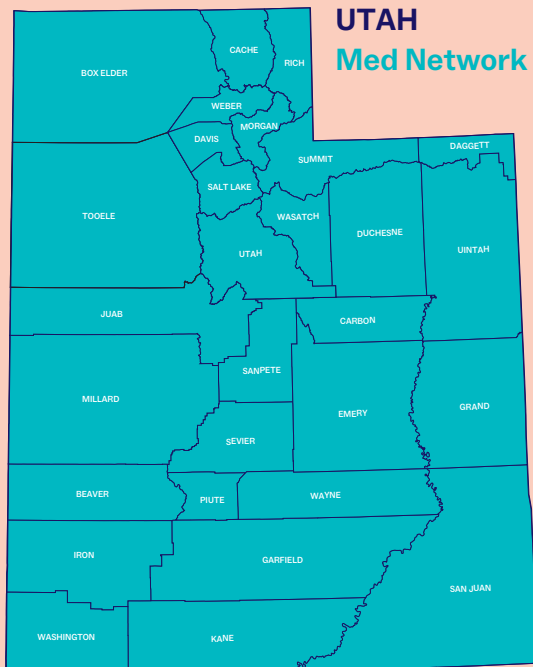 UTAH
Med Network
CACHE
RICH
BOX ELDER
WEBER
MORGAN
DAVIS
DAGGETT
SUMMIT
SALT LAKE
TOOELE
WASATCH
DUCHESNE
UINTAH
UTAH
JUAB
CARBON
SANPETE
MILLARD
GRAND
EMERY
SEVIER
BEAVER
PIUTE
WAYNE
IRON
GARFIELD
SAN JUAN
WASHINGTON
KANE